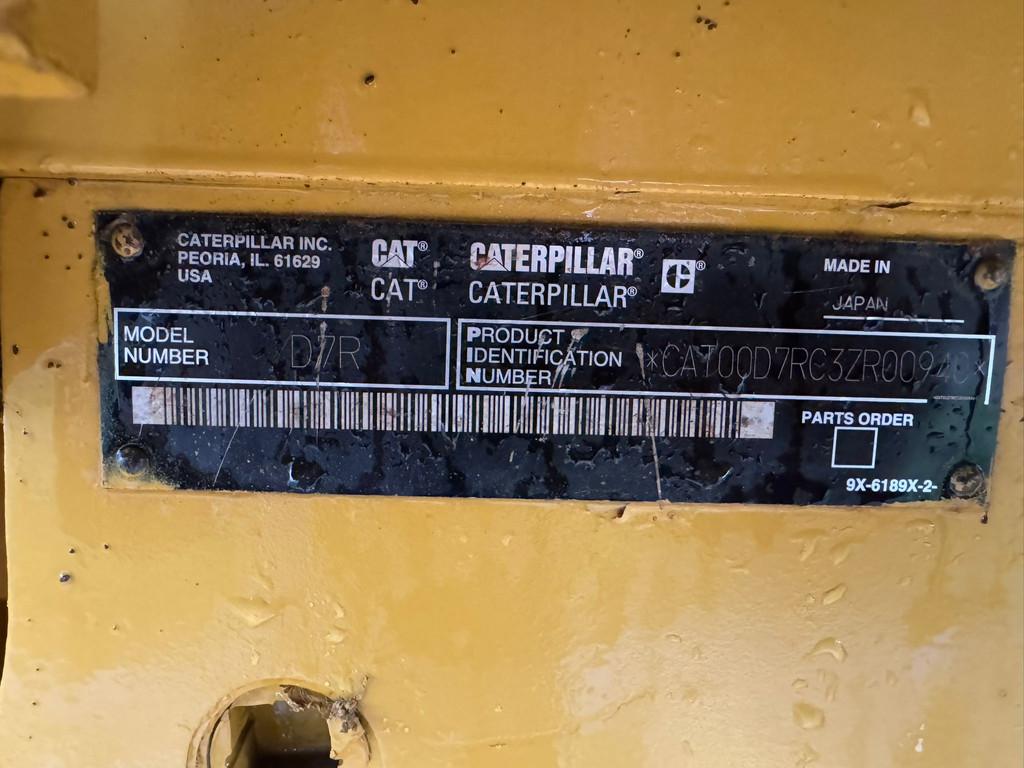 CATERPILLAR INC.
PEORIA, IL. 61629
USA
CAT®
CAT®
CATERPILLAR®
CATERPILLAR®
C®
MADE IN
JAPAN
MODEL
NUMBER
D7R
PRODUCT
IDENTIFICATION
NUMBER
*CAT00D7RC3ZR00940*
PARTS ORDER
9X-6189X-2-